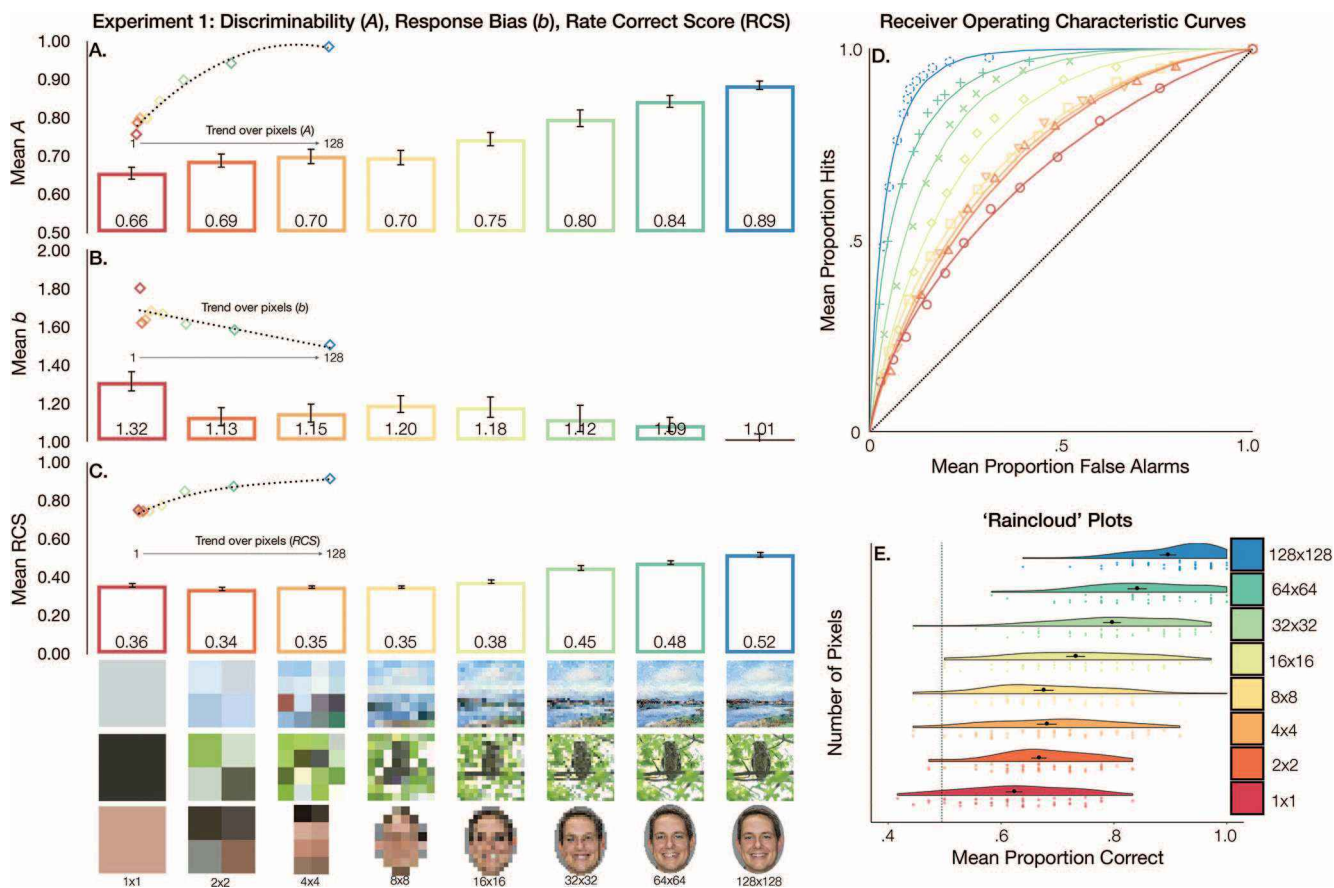 Experiment 1: Discriminability (A), Response Bias (b), Rate Correct Score (RCS)
A.
Mean A
1.00
0.90
0.80
0.70
0.60
0.50
Trend over pixels (A)
1
128
0.66
0.69
0.70
0.70
0.75
0.80
0.84
0.89
B.
Mean b
2.00
1.80
1.60
1.40
1.20
1.00
Trend over pixels (b)
1
128
1.32
1.13
1.15
1.20
1.18
1.12
1.09
1.01
C.
Mean RCS
1.00
0.80
0.60
0.40
0.20
0.00
Trend over pixels (RCS)
1
128
0.36
0.34
0.35
0.35
0.38
0.45
0.48
0.52
1x1
2x2
4x4
8x8
16x16
32x32
64x64
128x128
Receiver Operating Characteristic Curves
D.
Mean Proportion Hits
1.0
.5
0
0
.5
1.0
Mean Proportion False Alarms
'Raincloud' Plots
E.
Number of Pixels
128x128
64x64
32x32
16x16
8x8
4x4
2x2
1x1
.4
.6
.8
1.0
Mean Proportion Correct